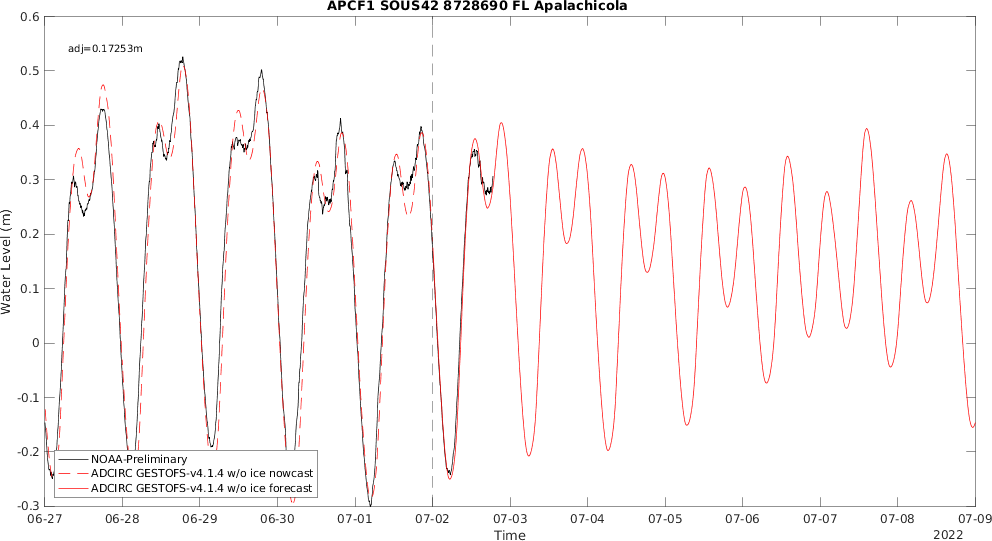 APCF1 SOUS42 8728690 FL Apalachicola
adj=0.17253m
0.6
0.5
0.4
0.3
0.2
0.1
0
-0.1
-0.2
-0.3
Water Level (m)
NOAA-Preliminary
ADCIRC GESTOFS-v4.1.4 w/o ice nowcast
ADCIRC GESTOFS-v4.1.4 w/o ice forecast
06-27 06-28 06-29 06-30 07-01 07-02 07-03 07-04 07-05 07-06 07-07 07-08 07-09
Time
2022